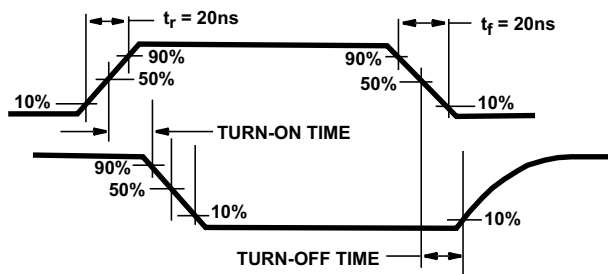 t_r = 20ns
t_f = 20ns
90%
50%
10%
90%
50%
10%
TURN-ON TIME
90%
50%
10%
10%
TURN-OFF TIME